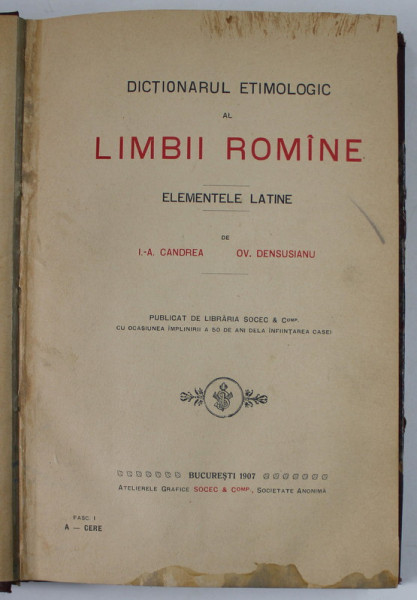 DICȚIONARUL ETIMOLOGIC
AL
LIMBII ROMÎNE
ELEMENTELE LATINE
DE
I.-A. CANDREA OV. DENSUSIANU
PUBLICAT DE LIBRĂRIA SOCEC & COMP.
CU OCASIUNEA ÎMPLINIRII A 50 DE ANI DELA ÎNFIINȚAREA CASEI
BUCUREȘTI 1907
ATELIERELE GRAFICE SOCEC & COMP., SOCIETATE ANONIMĂ
FASC. I
A — CERE